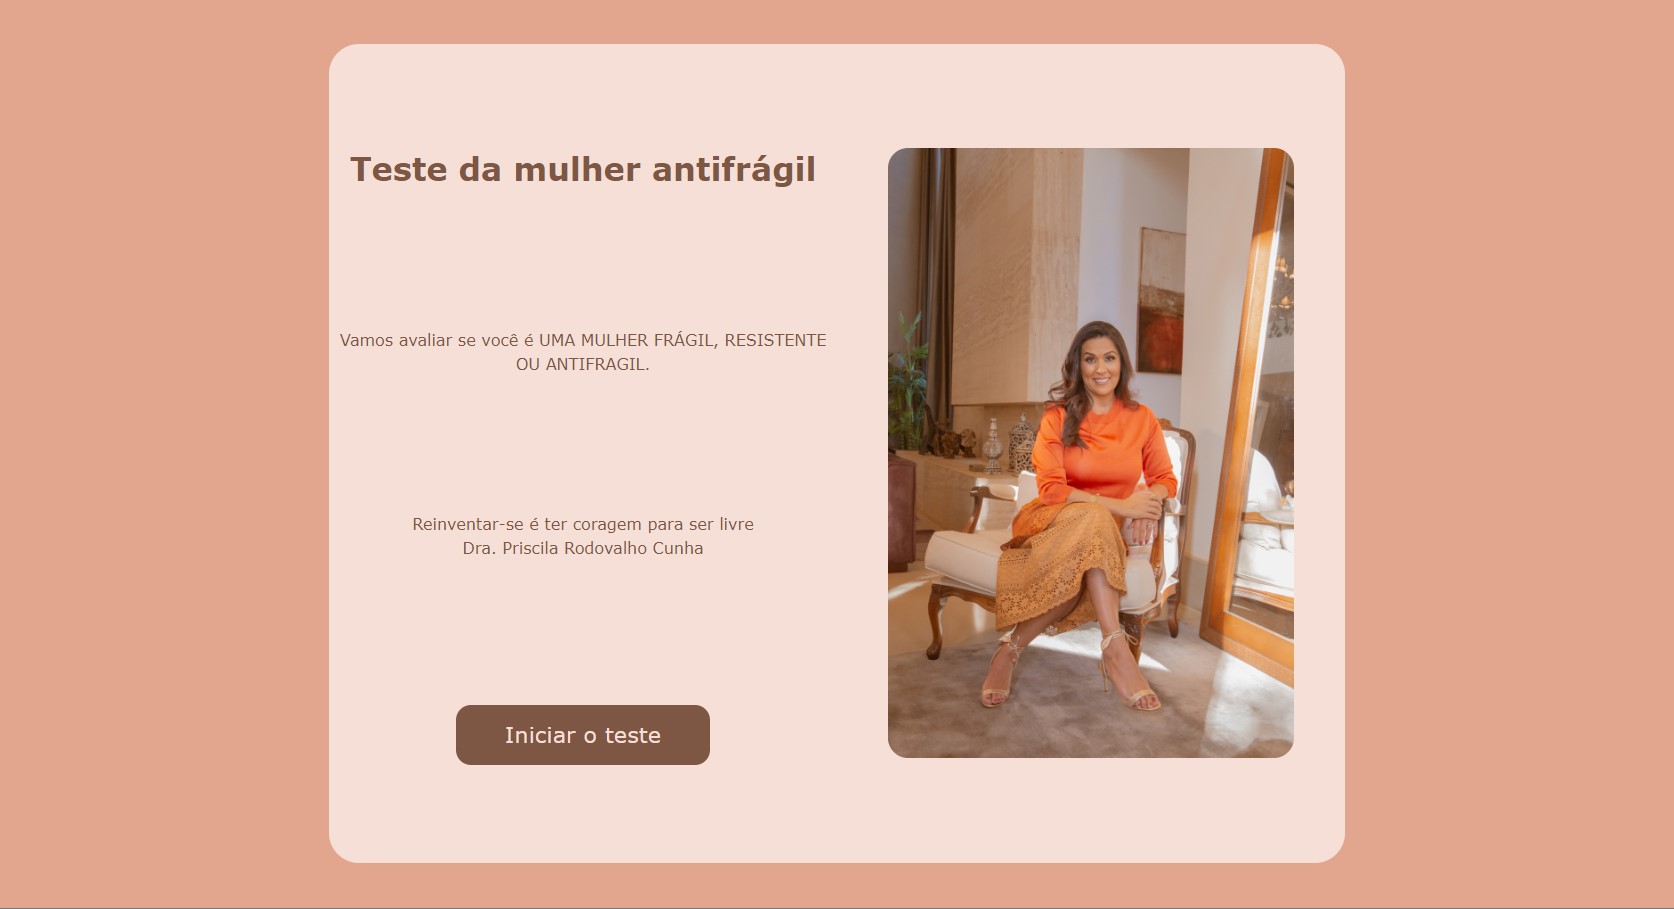 Teste da mulher antifrágil
Vamos avaliar se você é UMA MULHER FRÁGIL, RESISTENTE
OU ANTIFRAGIL.
Reinventar-se é ter coragem para ser livre
Dra. Priscila Rodovalho Cunha
Iniciar o teste